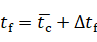 t_f = \overline{t_c} + Δt_f